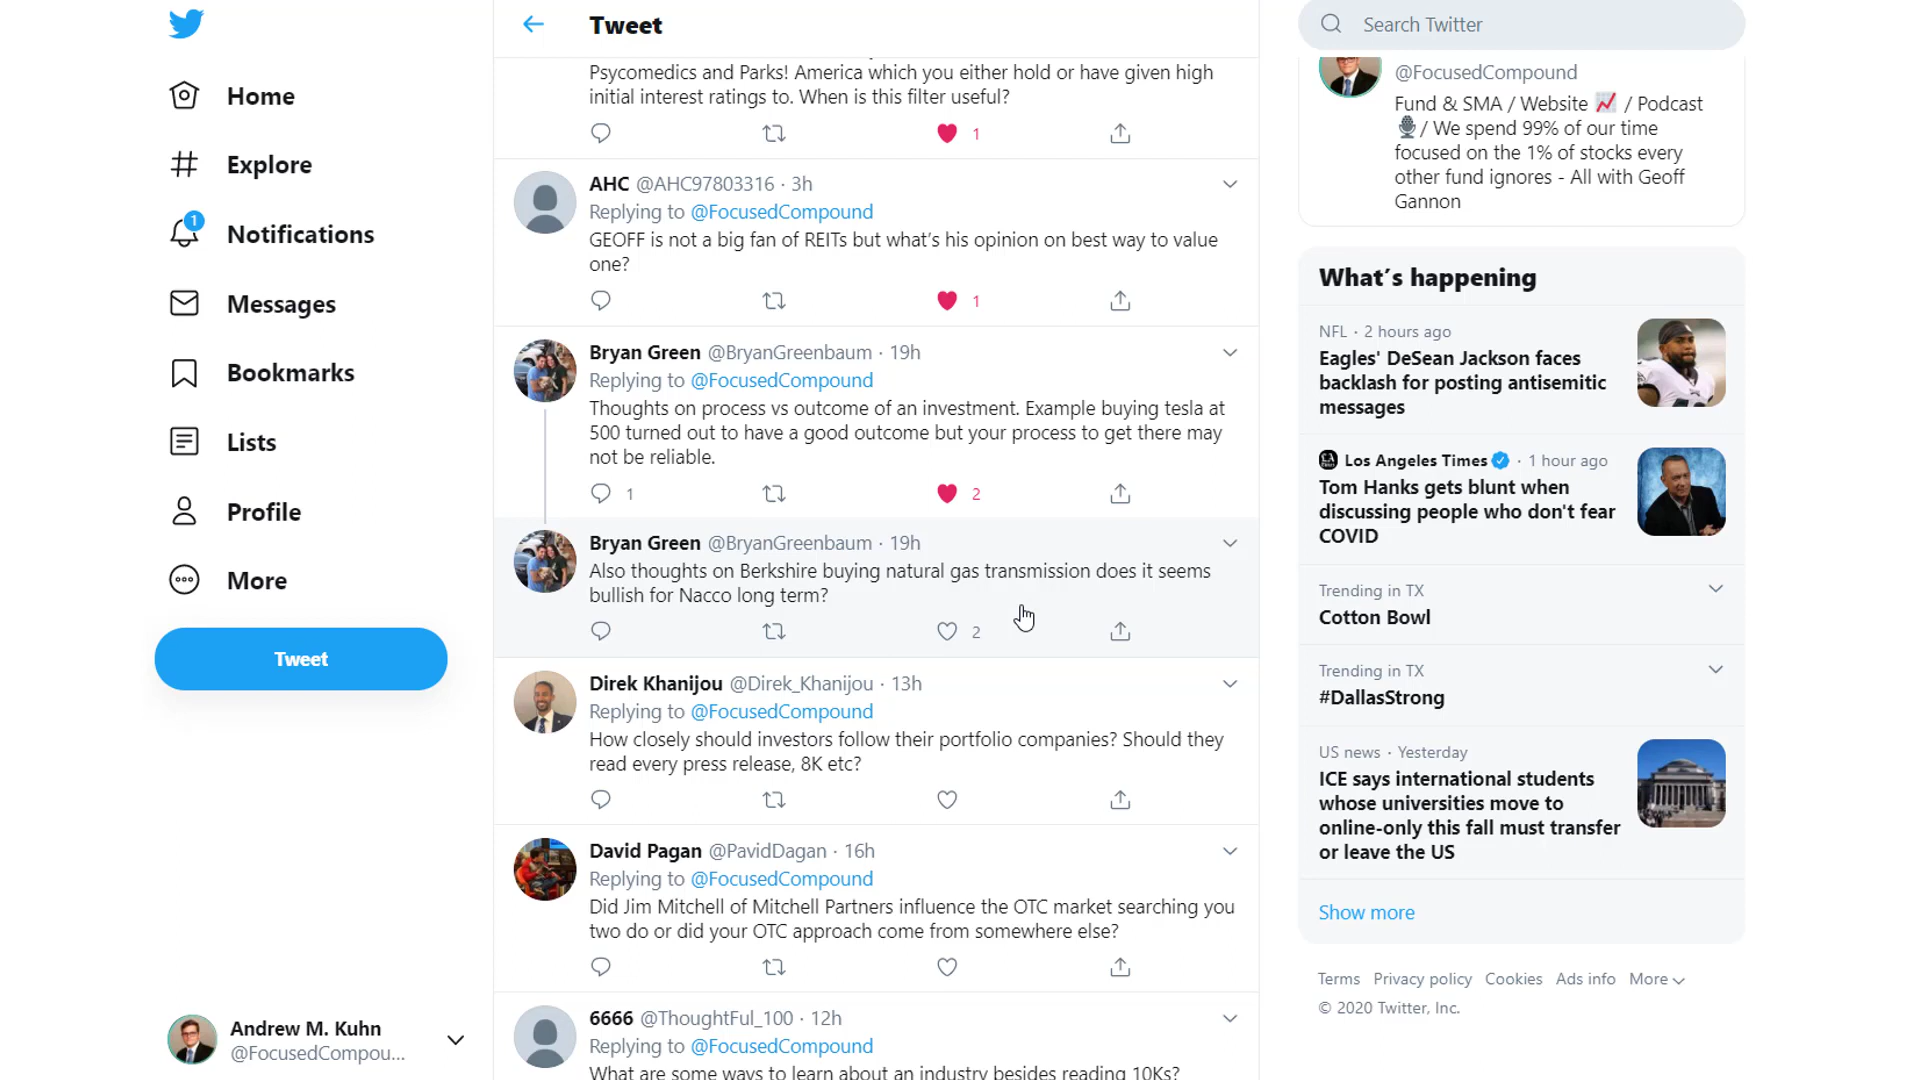 Home
Explore
1
Notifications
Messages
Bookmarks
Lists
Profile
More
Tweet
Andrew M. Kuhn
@FocusedCompou...
Tweet
Psycomedics and Parks! America which you either hold or have given high
initial interest ratings to. When is this filter useful?
1
AHC @AHC97803316 · 3h
Replying to @FocusedCompound
GEOFF is not a big fan of REITs but what's his opinion on best way to value
one?
1
Bryan Green @BryanGreenbaum · 19h
Replying to @FocusedCompound
Thoughts on process vs outcome of an investment. Example buying tesla at
500 turned out to have a good outcome but your process to get there may
not be reliable.
1 2
Bryan Green @BryanGreenbaum · 19h
Also thoughts on Berkshire buying natural gas transmission does it seems
bullish for Nacco long term?
2
Direk Khanijou @Direk_Khanijou · 13h
Replying to @FocusedCompound
How closely should investors follow their portfolio companies? Should they
read every press release, 8K etc?
David Pagan @PavidDagan · 16h
Replying to @FocusedCompound
Did Jim Mitchell of Mitchell Partners influence the OTC market searching you
two do or did your OTC approach come from somewhere else?
6666 @ThoughtFul_100 · 12h
Replying to @FocusedCompound
What are some ways to learn about an industry besides reading 10Ks?
Search Twitter
@FocusedCompound
Fund & SMA / Website 📈 / Podcast
🎙️/ We spend 99% of our time
focused on the 1% of stocks every
other fund ignores - All with Geoff
Gannon
What's happening
NFL · 2 hours ago
Eagles' DeSean Jackson faces
backlash for posting antisemitic
messages
Los Angeles Times · 1 hour ago
Tom Hanks gets blunt when
discussing people who don't fear
COVID
Trending in TX
Cotton Bowl
Trending in TX
#DallasStrong
US news · Yesterday
ICE says international students
whose universities move to
online-only this fall must transfer
or leave the US
Show more
Terms Privacy policy Cookies Ads info More
© 2020 Twitter, Inc.